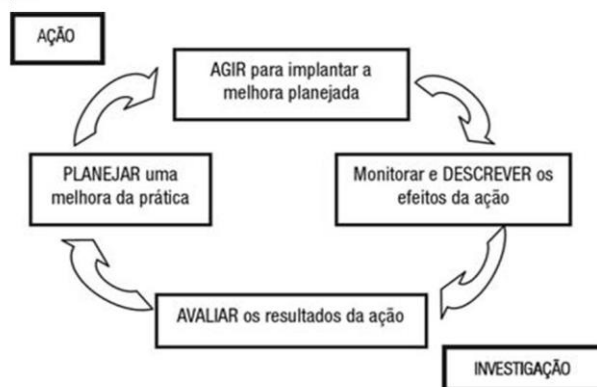 AÇÃO
AGIR para implantar a
melhora planejada
PLANEJAR uma
melhora da prática
Monitorar e DESCREVER os
efeitos da ação
AVALIAR os resultados da ação
INVESTIGAÇÃO